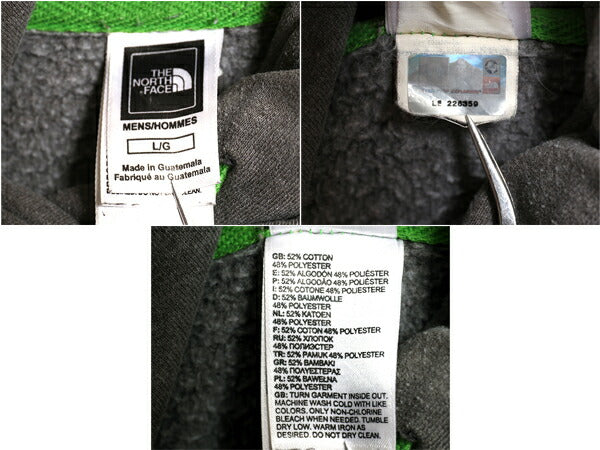 THE
NORTH
FACE
MENS/HOMMES
L/G
Made in Guatemala
Fabriqué au Guatemala
CLEAN.
226359
GB: 52% COTTON
48% POLYESTER
E: 52% ALGODÓN 48% POLIÉSTER
P: 52% ALGODÃO 48% POLIÉSTER
I: 52% COTONE 48% POLIESTERE
D: 52% BAUMWOLLE
48% POLYESTER
NL: 52% KATOEN
48% POLYESTER
F: 52% COTON 48% POLYESTER
RU: 52% ХЛОПОК
48% ПОЛИЭСТЕР
TR: 52% PAMUK 48% POLYESTER
GR: 52% BAMBAKI
48% ΠΟΛΥΕΣΤΕΡΑΣ
PL: 52% BAWEŁNA
48% POLYESTER
GB: TURN GARMENT INSIDE OUT.
MACHINE WASH COLD WITH LIKE
COLORS. ONLY NON-CHLORINE
BLEACH WHEN NEEDED. TUMBLE
DRY LOW. WARM IRON AS
DESIRED. DO NOT DRY CLEAN.